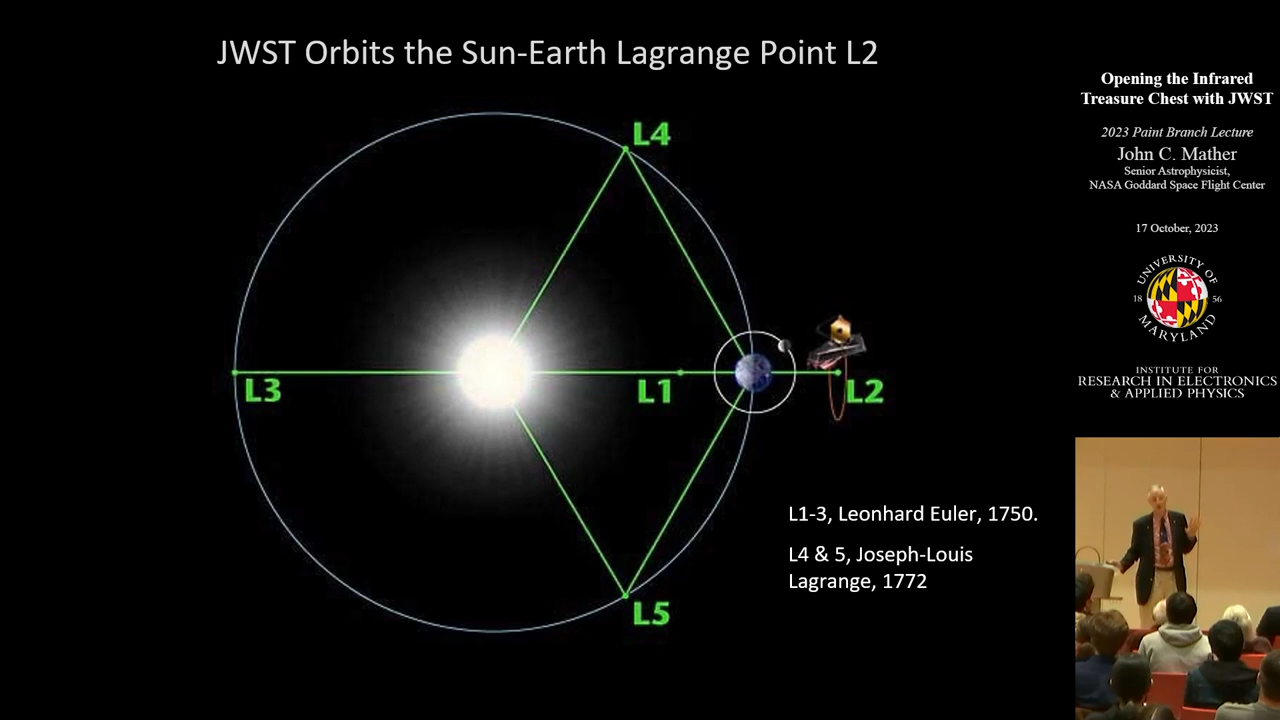 JWST Orbits the Sun-Earth Lagrange Point L2
L4
L3
L1
L2
L5
L1-3, Leonhard Euler, 1750.
L4 & 5, Joseph-Louis
Lagrange, 1772
Opening the Infrared
Treasure Chest with JWST
2023 Paint Branch Lecture
John C. Mather
Senior Astrophysicist,
NASA Goddard Space Flight Center
17 October, 2023
UNIVERSITY OF
18 56
MARYLAND
INSTITUTE FOR
RESEARCH IN ELECTRONICS
& APPLIED PHYSICS